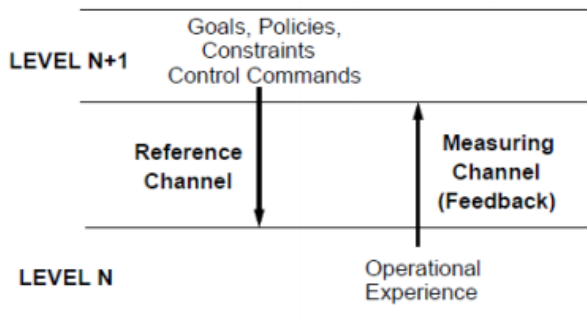 Goals, Policies,
Constraints
LEVEL N+1
Control Commands
Reference
Channel
Measuring
Channel
(Feedback)
LEVEL N
Operational
Experience